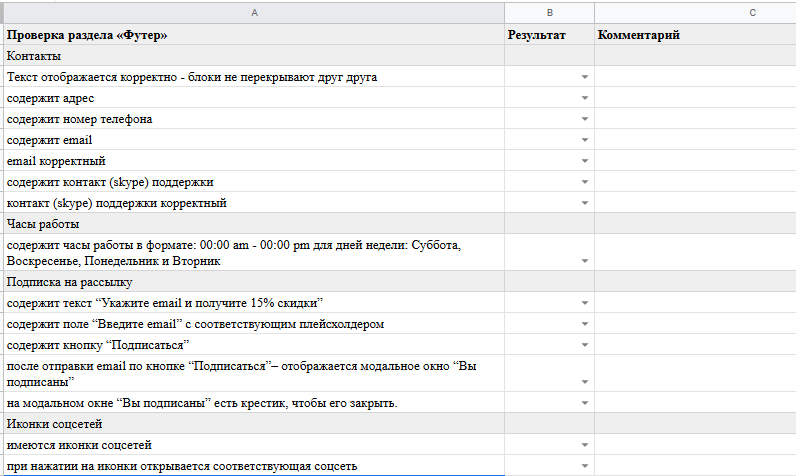 A B C
Проверка раздела «Футер» Результат Комментарий
Контакты
Текст отображается корректно - блоки не перекрывают друг друга
содержит адрес
содержит номер телефона
содержит email
email корректный
содержит контакт (skype) поддержки
контакт (skype) поддержки корректный
Часы работы
содержит часы работы в формате: 00:00 am - 00:00 pm для дней недели: Суббота,
Воскресенье, Понедельник и Вторник
Подписка на рассылку
содержит текст “Укажите email и получите 15% скидки”
содержит поле “Введите email” с соответствующим плейсхолдером
содержит кнопку “Подписаться”
после отправки email по кнопке “Подписаться”– отображается модальное окно “Вы
подписаны”
на модальном окне “Вы подписаны” есть крестик, чтобы его закрыть.
Иконки соцсетей
имеются иконки соцсетей
при нажатии на иконки открывается соответствующая соцсеть